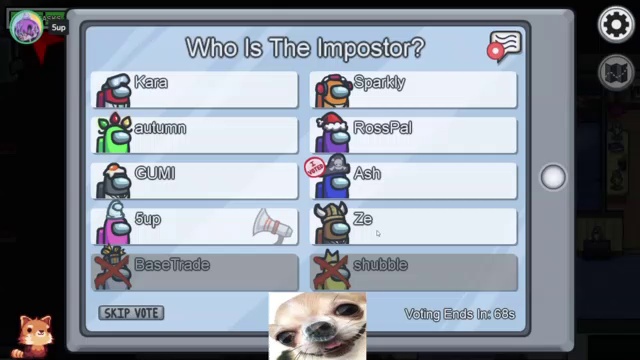 5up
Who Is The Impostor?
Kara
Sparkly
autumn
RossPal
GUMI
I VOTED
Ash
5up
Ze
BaseTrade
shubble
SKIP VOTE
Voting Ends In: 68s